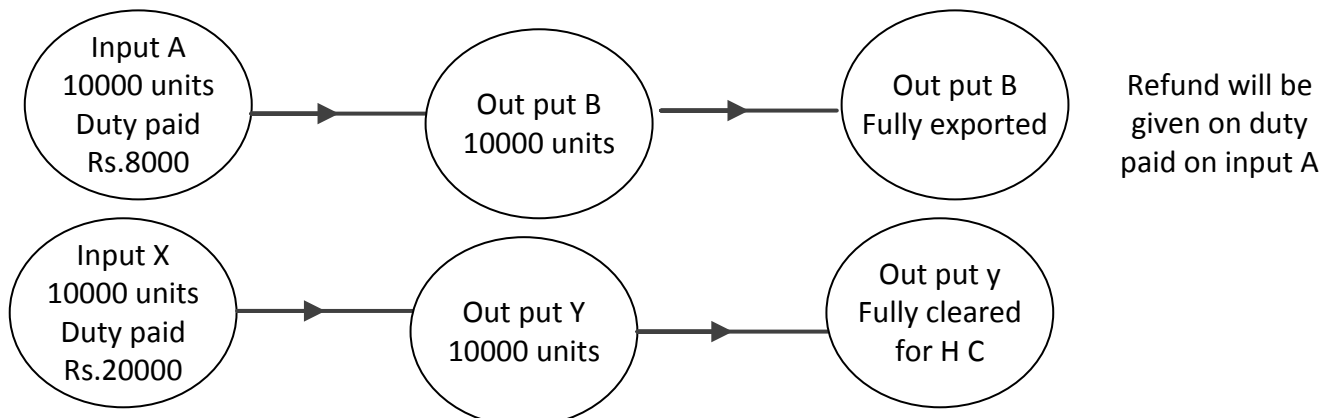 Input A
10000 units
Duty paid
Rs.8000
Out put B
10000 units
Out put B
Fully exported
Refund will be
given on duty
paid on input A
Input X
10000 units
Duty paid
Rs.20000
Out put Y
10000 units
Out put y
Fully cleared
for H C